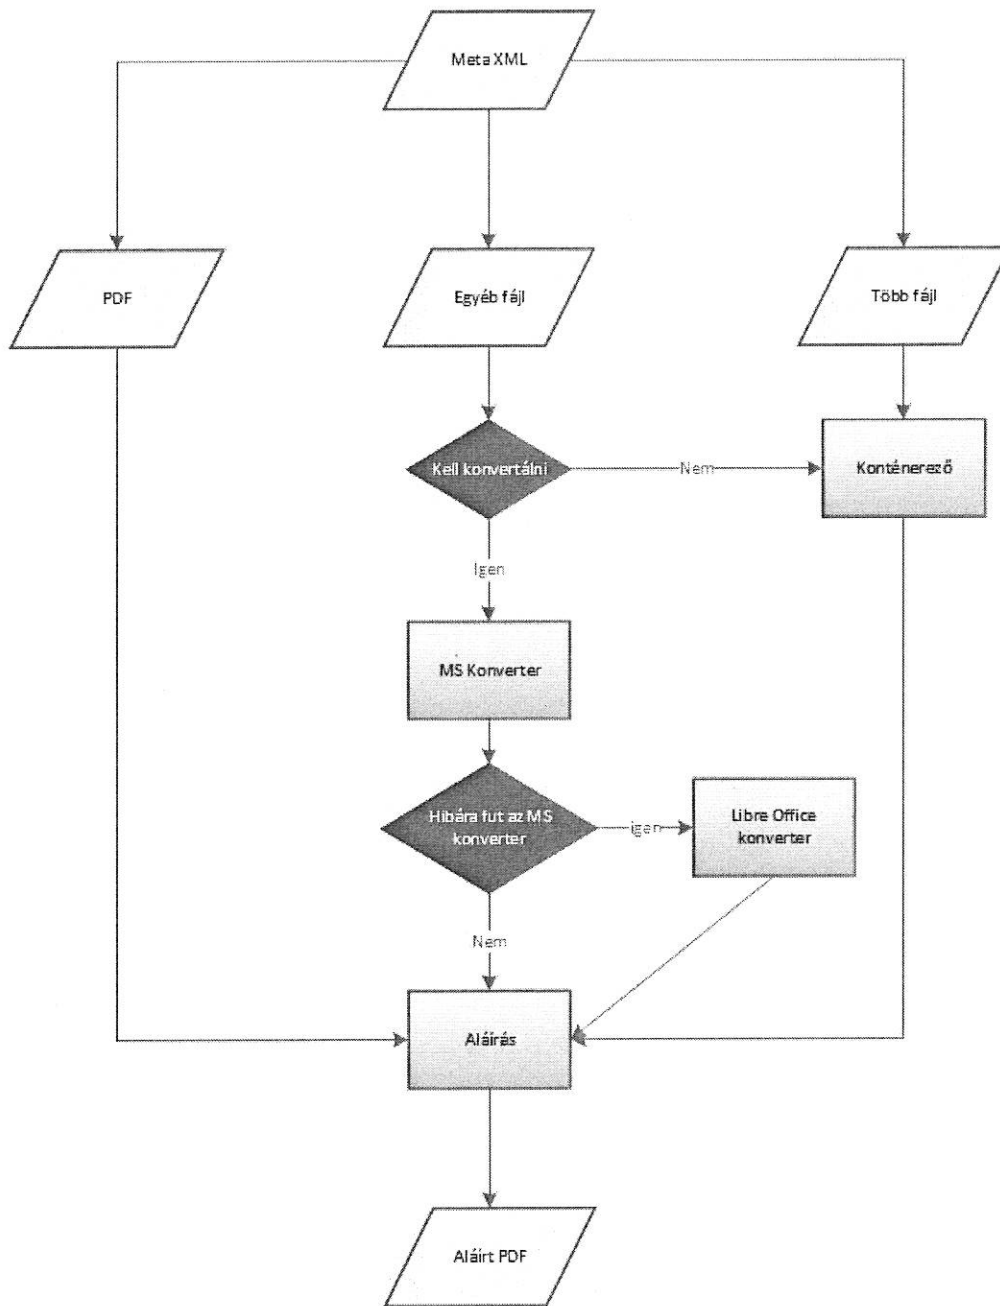 Meta XML
PDF
Egyéb fájl
Több fájl
Kell konvertálni
Nem
Konténerező
Igen
MS Konverter
Hibára fut az MS
konverter
igen
Libre Office
konverter
Nem
Aláírás
Aláírt PDF